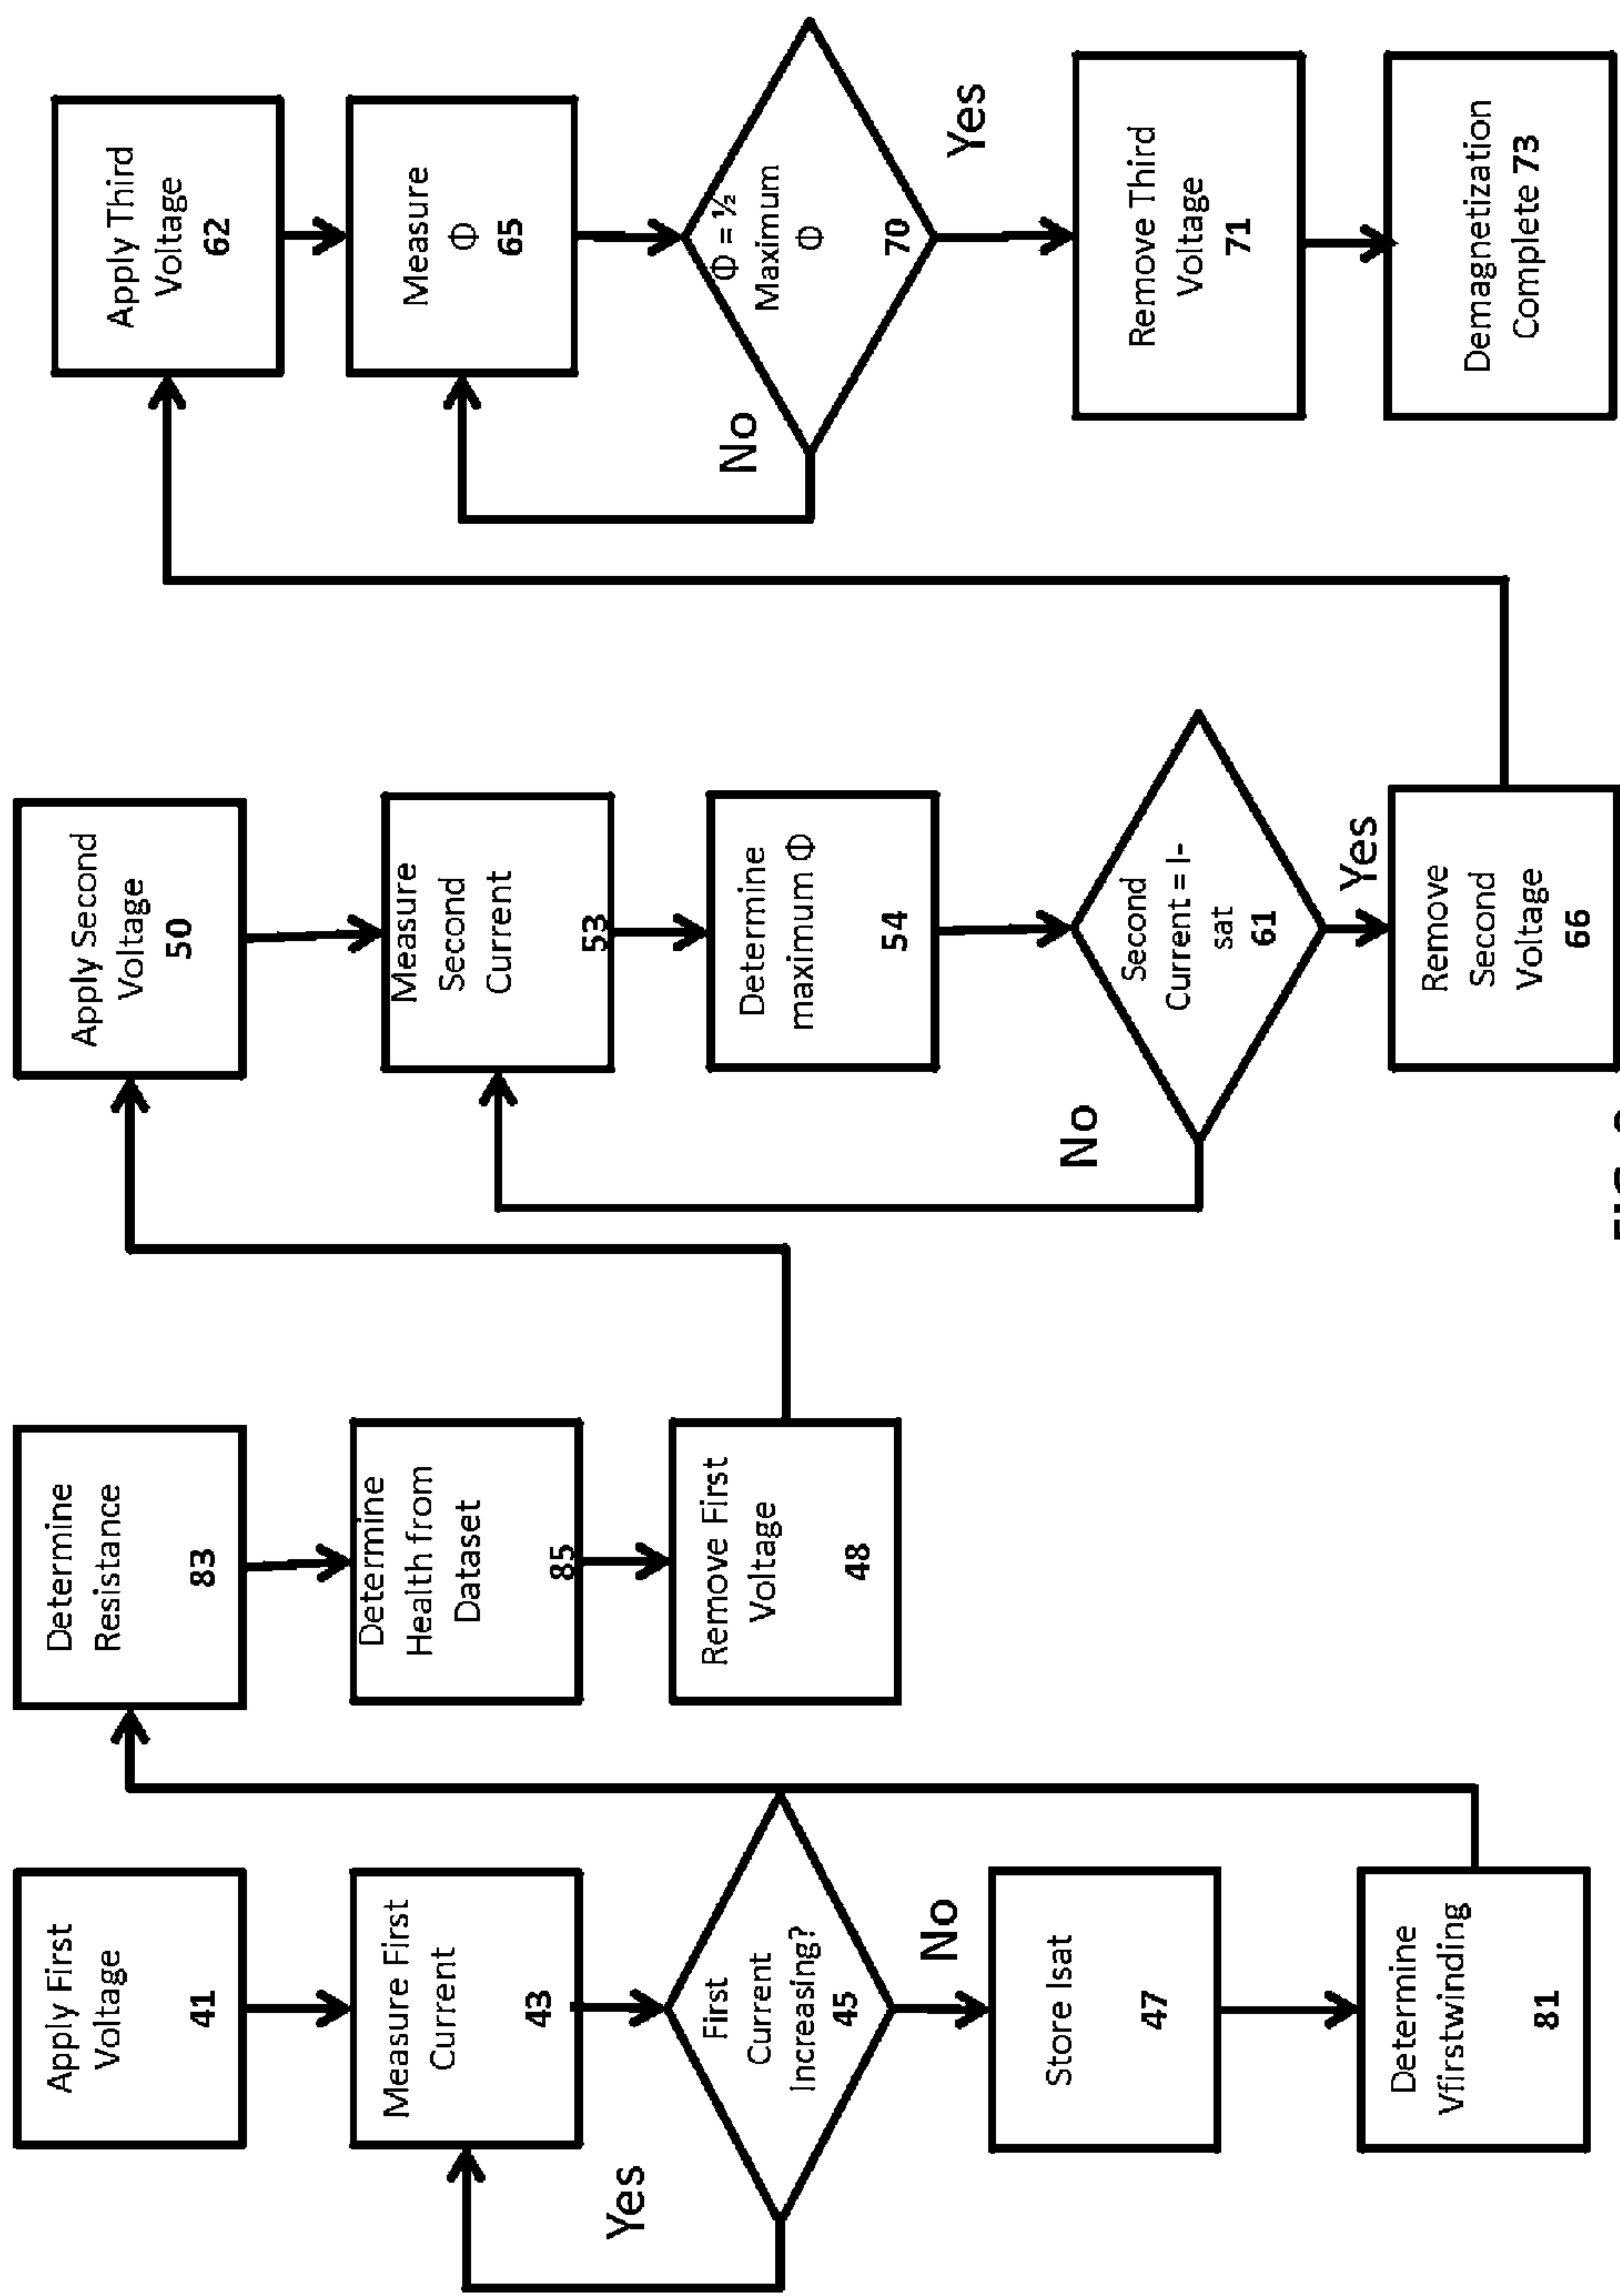 Apply First
Voltage
41
Measure First
Current
43
First
Current
Increasing?
45
Yes
No
Store Isat
47
Determine
Vfirstwinding
81
Determine
Resistance
83
Determine
Health from
Dataset
85
Remove First
Voltage
48
Apply Second
Voltage
50
Measure
Second
Current
53
Determine
maximum Φ
54
Second
Current = I-
sat
61
No
Yes
Remove
Second
Voltage
66
Apply Third
Voltage
62
Measure
Φ
65
Φ = ½
Maximum
Φ
70
No
Yes
Remove Third
Voltage
71
Demagnetization
Complete 73